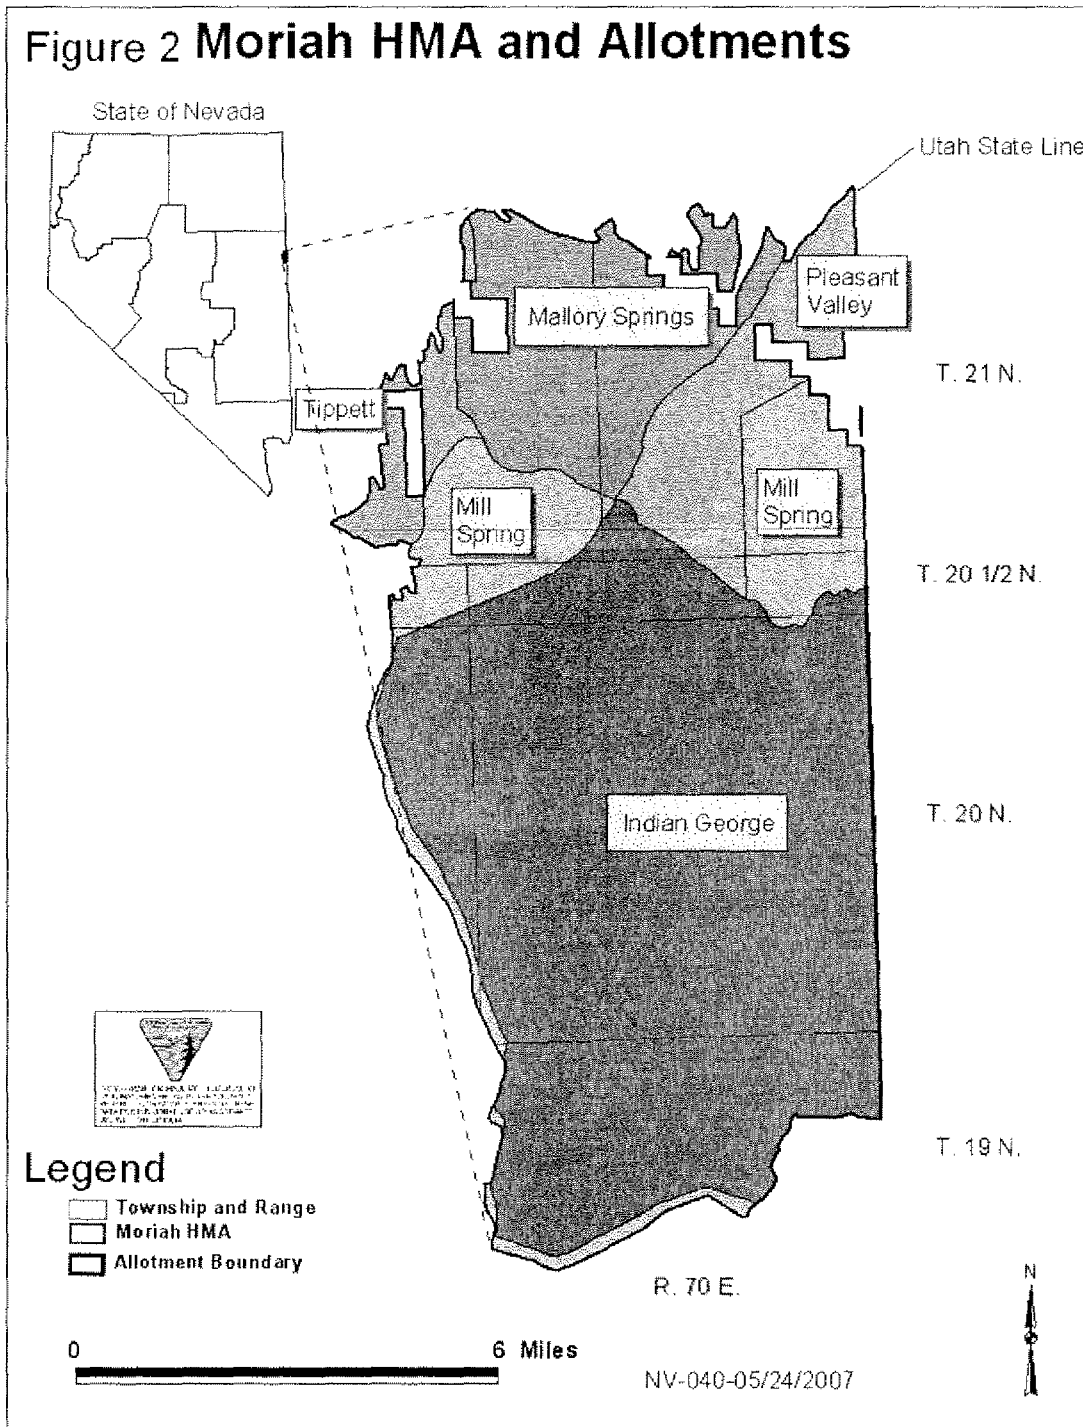 Figure 2 Moriah HMA and Allotments
State of Nevada
Utah State Line
Pleasant
Valley
Mallory Springs
T. 21 N.
Tippett
Mill
Spring
Mill
Spring
T. 20 1/2 N.
Indian George
T. 20 N.
T. 19 N.
Legend
Township and Range
Moriah HMA
Allotment Boundary
R. 70 E.
N
0 6 Miles
NV-040-05/24/2007